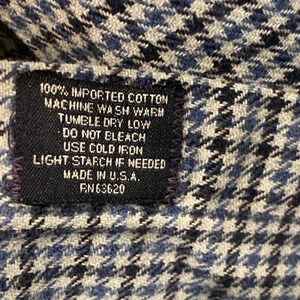 100% IMPORTED COTTON
MACHINE WASH WARM
TUMBLE DRY LOW
DO NOT BLEACH
USE COLD IRON
LIGHT STARCH IF NEEDED
MADE IN U.S.A.
RN63620